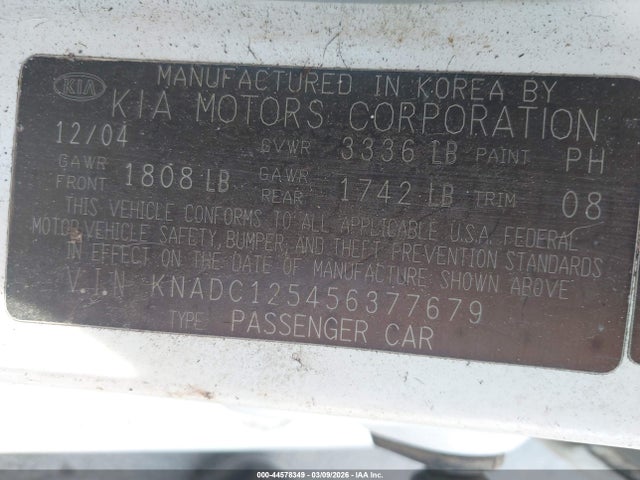 KIA
MANUFACTURED IN KOREA BY
KIA MOTORS CORPORATION
12/04 GVWR 3336 LB PAINT PH
GAWR FRONT 1808 LB GAWR REAR 1742 LB TRIM 08
THIS VEHICLE CONFORMS TO ALL APPLICABLE U.S.A. FEDERAL
MOTOR VEHICLE SAFETY, BUMPER, AND THEFT PREVENTION STANDARDS
IN EFFECT ON THE DATE OF MANUFACTURE SHOWN ABOVE
V.I.N KNADC125456377679
TYPE: PASSENGER CAR
000-44578349 - 03/09/2026 - IAA Inc.